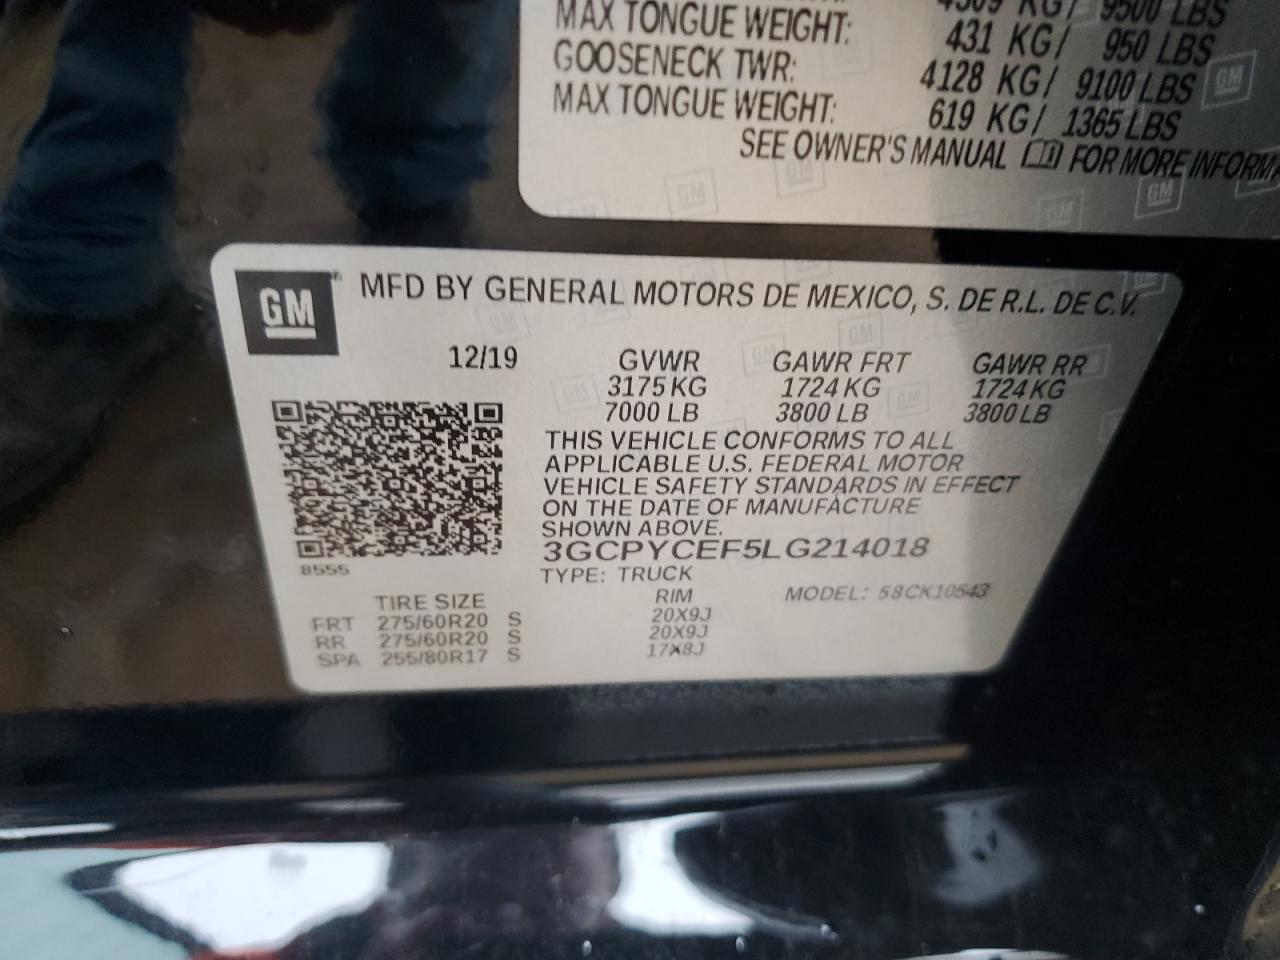 4309 KG/ 9500 LBS
MAX TONGUE WEIGHT: 431 KG/ 950 LBS
GOOSENECK TWR: 4128 KG/ 9100 LBS
MAX TONGUE WEIGHT: 619 KG/ 1365 LBS
SEE OWNER'S MANUAL FOR MORE INFORMA
GM® MFD BY GENERAL MOTORS DE MEXICO, S. DE R.L. DE C.V.
12/19 GVWR GAWR FRT GAWR RR
3175 KG 1724 KG 1724 KG
7000 LB 3800 LB 3800 LB
THIS VEHICLE CONFORMS TO ALL
APPLICABLE U.S. FEDERAL MOTOR
VEHICLE SAFETY STANDARDS IN EFFECT
ON THE DATE OF MANUFACTURE
SHOWN ABOVE.
3GCPYCEF5LG214018
8555
TYPE: TRUCK
MODEL: 58CK10543
TIRE SIZE RIM
FRT 275/60R20 S 20X9J
RR 275/60R20 S 20X9J
SPA 255/80R17 S 17X8J